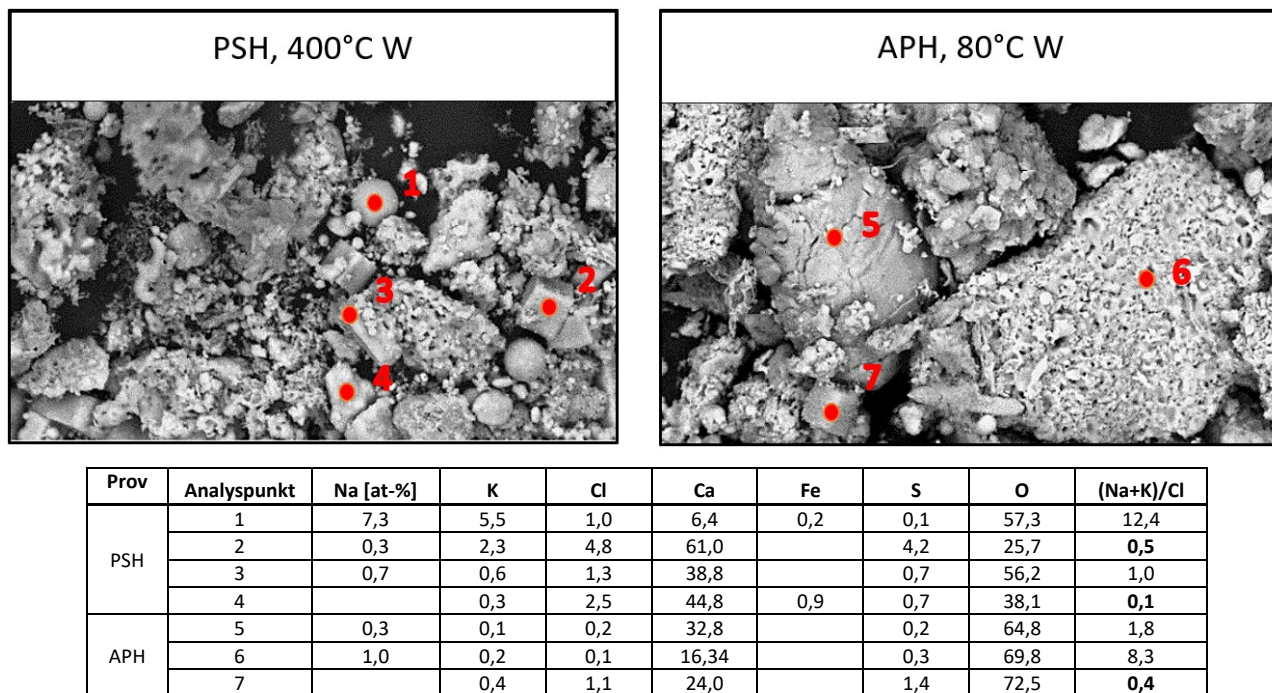 PSH, 400°C W
APH, 80°C W
1
2
3
4
5
6
7
Prov Analyspunkt Na [at-%] K Cl Ca Fe S O (Na+K)/Cl
PSH
1 7,3 5,5 1,0 6,4 0,2 0,1 57,3 12,4
2 0,3 2,3 4,8 61,0 4,2 25,7 0,5
3 0,7 0,6 1,3 38,8 0,7 56,2 1,0
4 0,3 2,5 44,8 0,9 0,7 38,1 0,1
APH
5 0,3 0,1 0,2 32,8 0,2 64,8 1,8
6 1,0 0,2 0,1 16,34 0,3 69,8 8,3
7 0,4 1,1 24,0 1,4 72,5 0,4